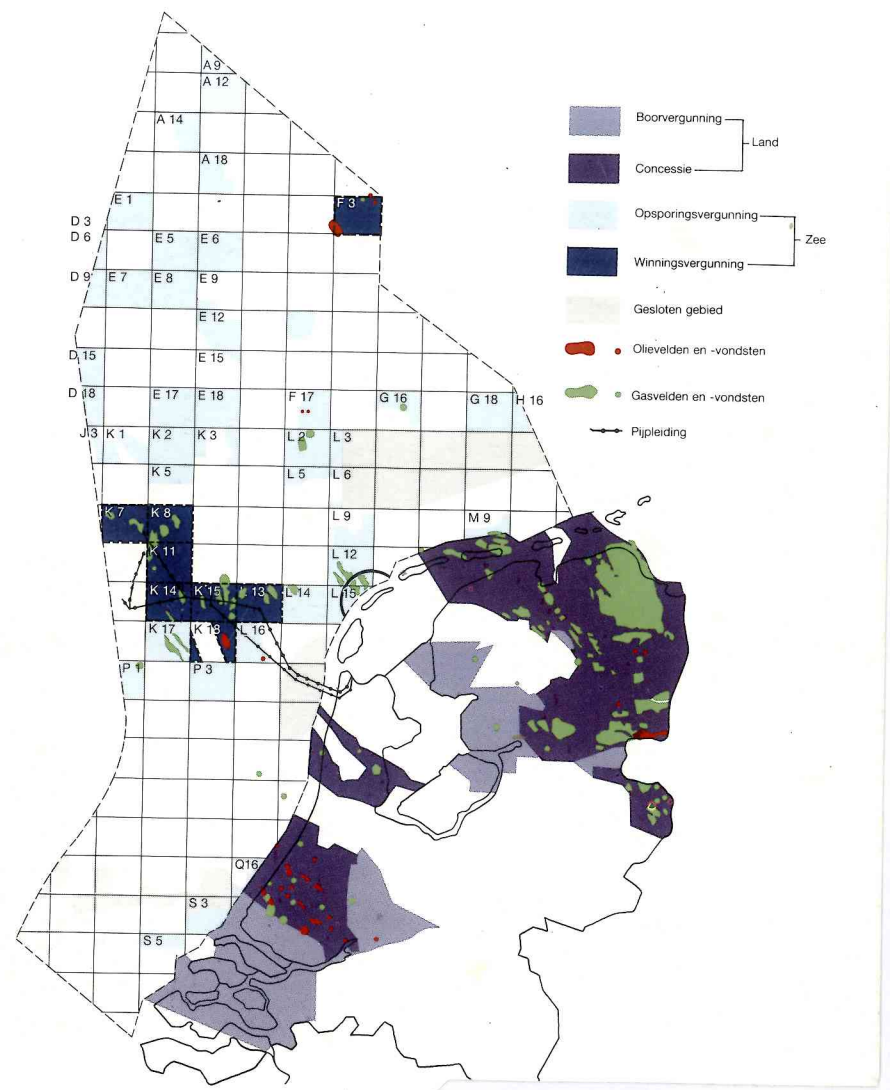 A 9
A 12
A 14
A 18
E 1
F 3
D 3
D 6
E 5
E 6
D 9
E 7
E 8
E 9
E 12
D 15
E 15
D 18
E 17
E 18
F 17
G 16
G 18
H 16
J 3
K 1
K 2
K 3
L 2
L 3
K 5
L 5
L 6
K 7
K 8
L 9
M 9
K 11
L 12
K 14
K 15
L 13
L 14
L 15
K 17
K 18
L 16
P 1
P 3
Q16
S 3
S 5
Boorvergunning
Land
Concessie
Opsporingsvergunning
Zee
Winningsvergunning
Gesloten gebied
Olievelden en -vondsten
Gasvelden en -vondsten
Pijpleiding